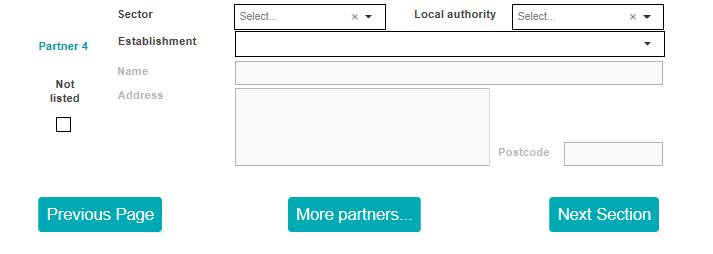 Sector
Select...
Local authority
Select...
Partner 4
Establishment
Name
Not
listed
Address
Postcode
Previous Page
More partners...
Next Section